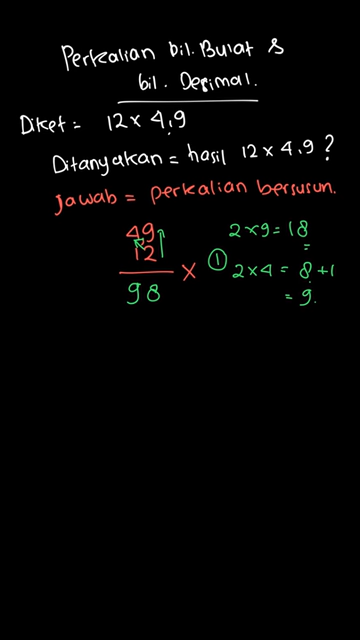 Perkalian bil. Bulat &
bil. Desimal.
Diket = 12 x 4,9
Ditanyakan = hasil 12 x 4,9 ?
Jawab = perkalian bersusun.
49
12
x
98
2 x 9 = 18
① 2 x 4 = 8 + 1
= 9.